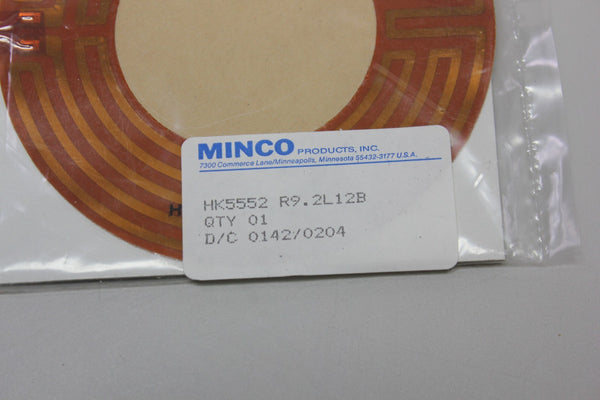 MINCO PRODUCTS, INC.
7300 Commerce Lane/Minneapolis, Minnesota 55432-3177 U.S.A.
HK5552 R9.2L12B
QTY 01
D/C 0142/0204
H